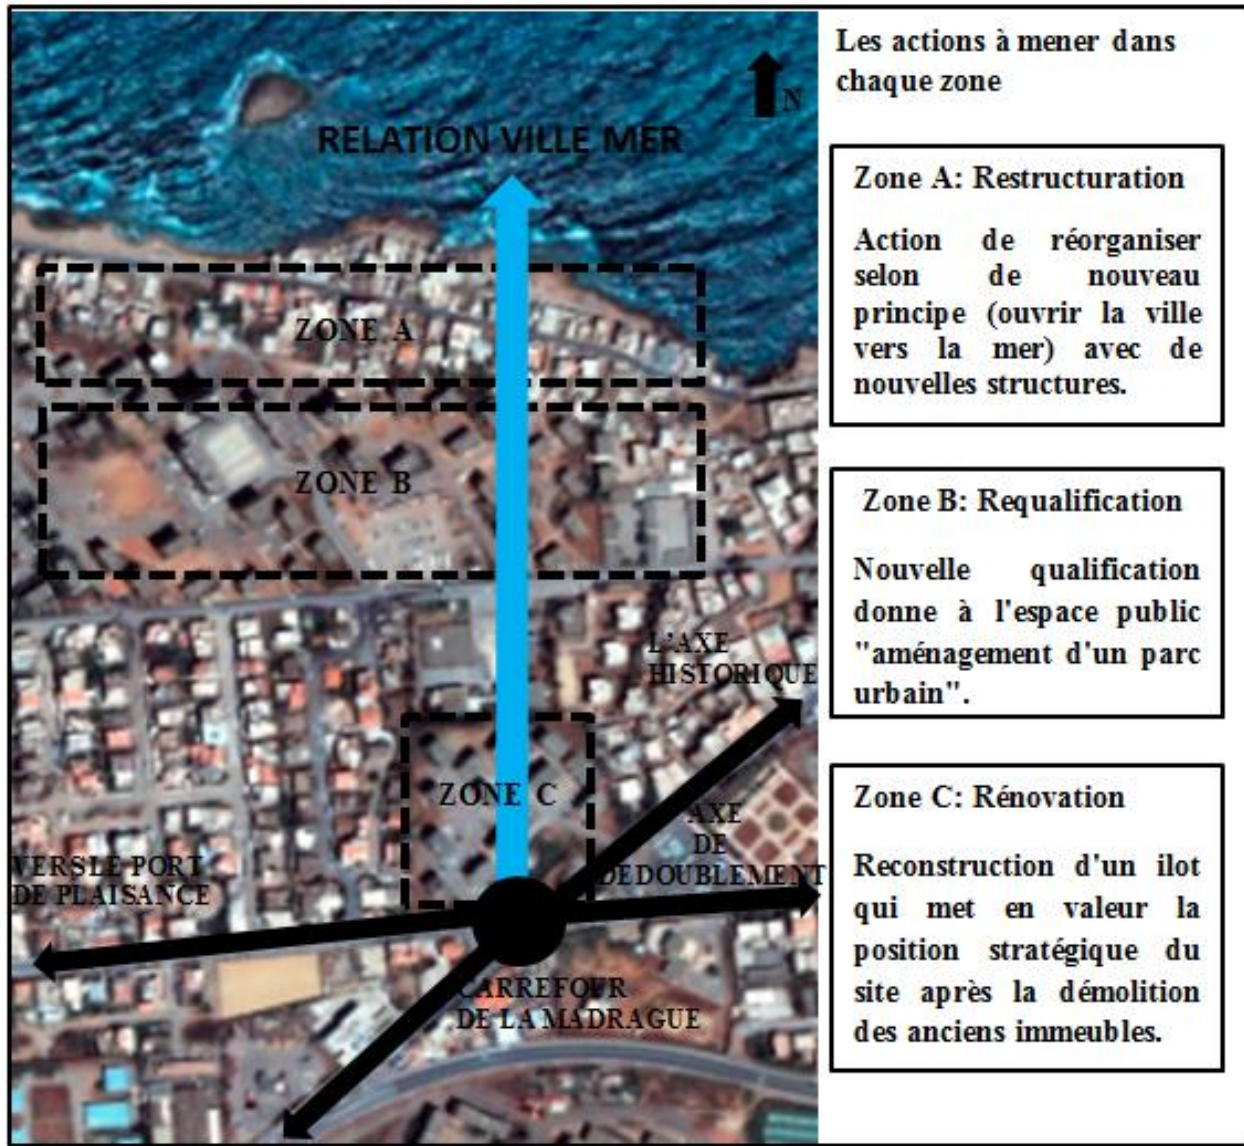 RELATION VILLE MER
N
ZONE A
ZONE B
L'AXE
HISTORIQUE
ZONE C
AXE
DE
DEDOUBLEMENT
VERSLE PORT
DE PLAISANCE
CARREFOUR
DE LA MADRAGUE
Les actions à mener dans
chaque zone
Zone A: Restructuration
Action de réorganiser
selon de nouveau
principe (ouvrir la ville
vers la mer) avec de
nouvelles structures.
Zone B: Requalification
Nouvelle qualification
donne à l'espace public
"aménagement d'un parc
urbain".
Zone C: Rénovation
Reconstruction d'un ilot
qui met en valeur la
position stratégique du
site après la démolition
des anciens immeubles.